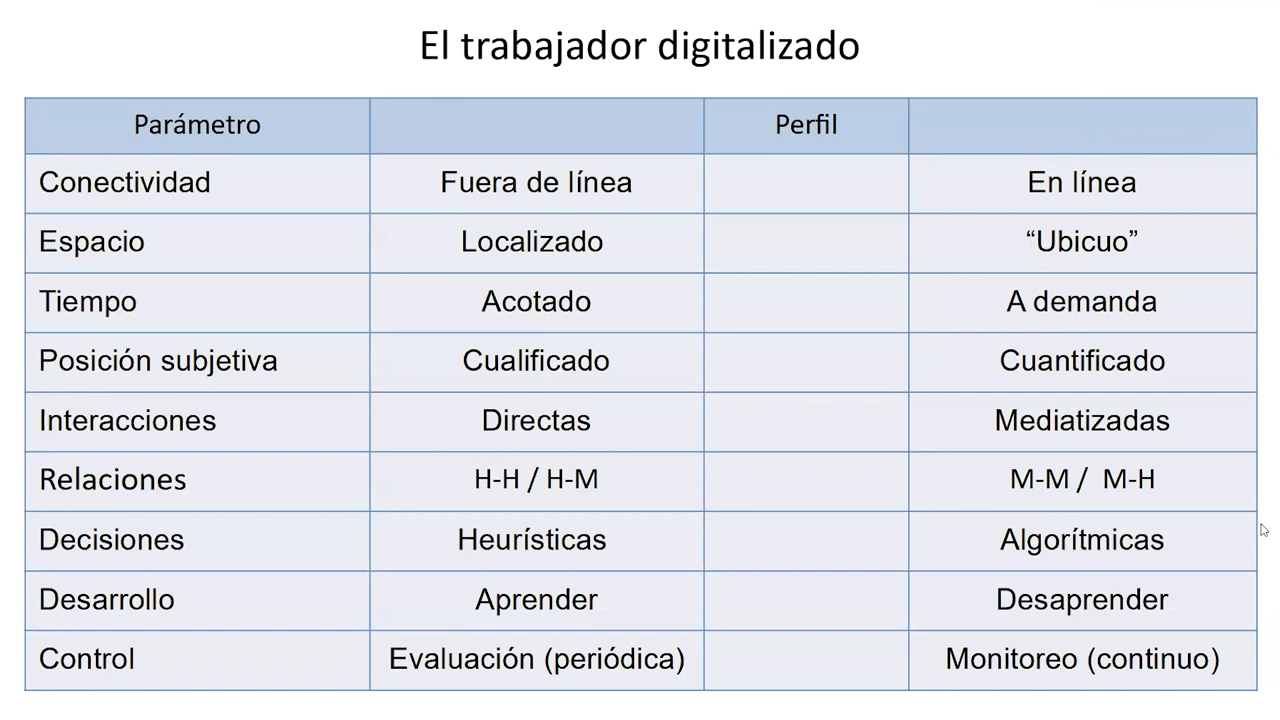 El trabajador digitalizado
Parámetro Perfil
Conectividad Fuera de línea En línea
Espacio Localizado “Ubicuo”
Tiempo Acotado A demanda
Posición subjetiva Cualificado Cuantificado
Interacciones Directas Mediatizadas
Relaciones H-H / H-M M-M / M-H
Decisiones Heurísticas Algorítmicas
Desarrollo Aprender Desaprender
Control Evaluación (periódica) Monitoreo (continuo)